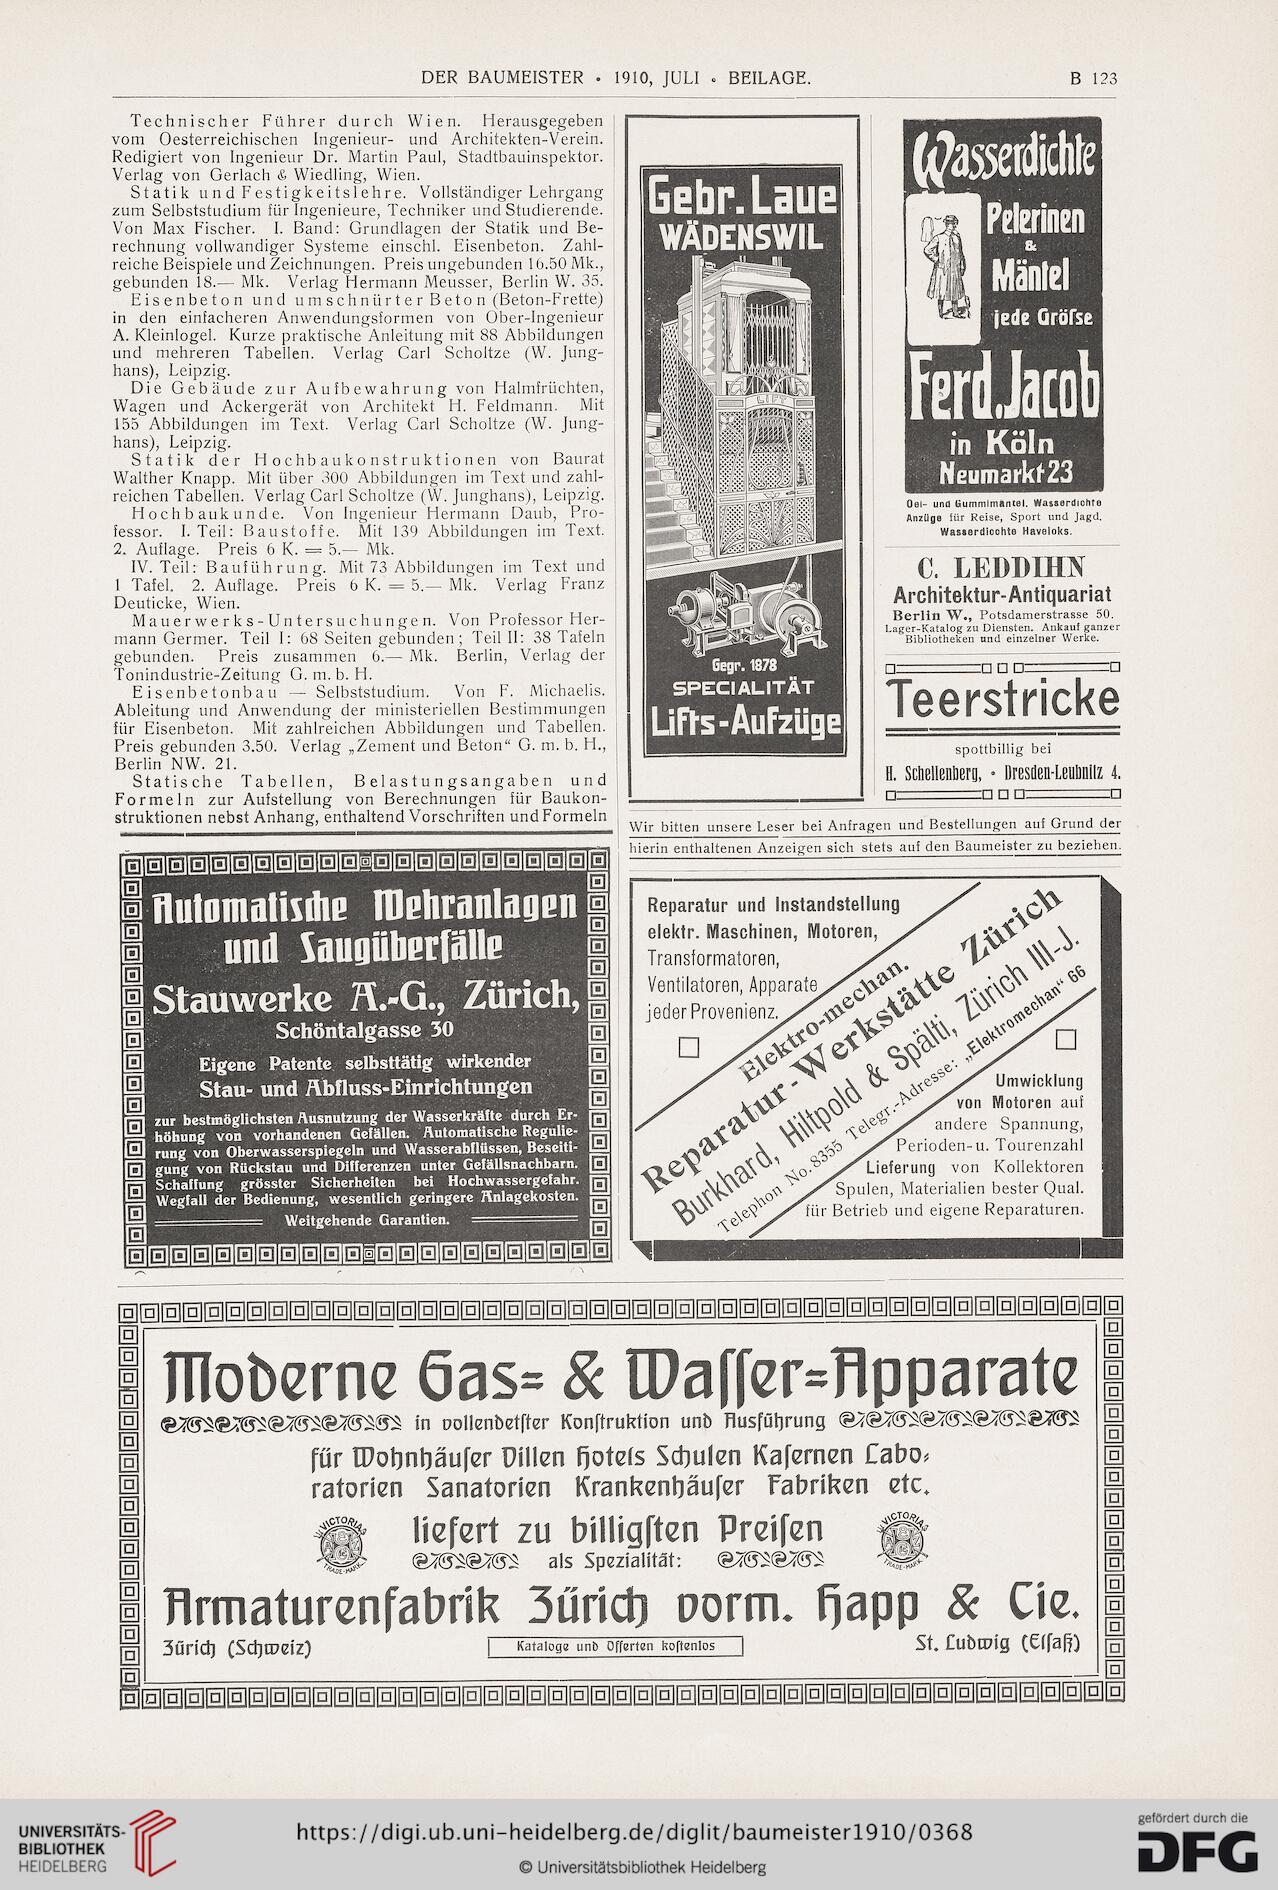 DER BAUMEISTER • 1910, JULI • BEILAGE.
B 123
Technischer Führer durch Wien. Herausgegeben
vom Oesterreichischen Ingenieur- und Architekten-Verein.
Redigiert von Ingenieur Dr. Martin Paul, Stadtbauinspektor.
Verlag von Gerlach & Wiedling, Wien.
Statik und Festigkeitslehre. Vollständiger Lehrgang
zum Selbststudium für Ingenieure, Techniker und Studierende.
Von Max Fischer. I. Band: Grundlagen der Statik und Be-
rechnung vollwandiger Systeme einschl. Eisenbeton. Zahl-
reiche Beispiele und Zeichnungen. Preis ungebunden 16.50 Mk.,
gebunden 18.— Mk. Verlag Hermann Meusser, Berlin W. 35.
Eisenbeton und umschnürter Beton (Beton-Frette)
in den einfacheren Anwendungsformen von Ober-Ingenieur
A. Kleinlogel. Kurze praktische Anleitung mit 88 Abbildungen
und mehreren Tabellen. Verlag Carl Scholtze (W. Jung-
hans), Leipzig.
Die Gebäude zur Aufbewahrung von Halmfrüchten,
Wagen und Ackergerät von Architekt H. Feldmann. Mit
155 Abbildungen im Text. Verlag Carl Scholtze (W. Jung-
hans), Leipzig.
Statik der Hochbaukonstruktionen von Baurat
Walther Knapp. Mit über 300 Abbildungen im Text und zahl-
reichen Tabellen. Verlag Carl Scholtze (W. Junghans), Leipzig.
Hochbaukunde. Von Ingenieur Hermann Daub, Pro-
fessor. I. Teil: Baustoffe. Mit 139 Abbildungen im Text.
2. Auflage. Preis 6 K. = 5.— Mk.
IV. Teil: Bauführung. Mit 73 Abbildungen im Text und
1 Tafel. 2. Auflage. Preis 6 K. = 5.— Mk. Verlag Franz
Deuticke, Wien.
Mauerwerks-Untersuchungen. Von Professor Her-
mann Germer. Teil I: 68 Seiten gebunden; Teil II: 38 Tafeln
gebunden. Preis zusammen 6.— Mk. Berlin, Verlag der
Tonindustrie-Zeitung G. m. b. H.
Eisenbetonbau — Selbststudium. Von F. Michaelis.
Ableitung und Anwendung der ministeriellen Bestimmungen
für Eisenbeton. Mit zahlreichen Abbildungen und Tabellen.
Preis gebunden 3.50. Verlag „Zement und Beton“ G. m. b. H.,
Berlin NW. 21.
Statische Tabellen, Belastungsangaben und
Formeln zur Aufstellung von Berechnungen für Baukon-
struktionen nebst Anhang, enthaltend Vorschriften und Formeln
Gebr. Laue
WÄDENSWIL
LIFT
Gegr. 1878
SPECIALITÄT
Lifts-Aufzüge
Wasserdichte
Pelerinen
&
Mäntel
jede Größe
Ferd. Jacob
in Köln
Neumarkt 23
Oel- und Gummimäntel. Wasserdichte
Anzüge für Reise, Sport und Jagd.
Wasserdicohte Haveloks.
C. LEDDIHN
Architektur-Antiquariat
Berlin W., Potsdamerstrasse 50.
Lager-Katalog zu Diensten. Ankauf ganzer
Bibliotheken und einzelner Werke.
Teerstricke
spottbillig bei
H. Schellenberg, • Dresden-Leubnitz 4.
Wir bitten unsere Leser bei Anfragen und Bestellungen auf Grund der
hierin enthaltenen Anzeigen sich stets auf den Baumeister zu beziehen.
Automatische Wehranlagen
und Saugüberfälle
Stauwerke A.-G., Zürich,
Schöntalgasse 30
Eigene Patente selbsttätig wirkender
Stau- und Abfluss-Einrichtungen
zur bestmöglichsten Ausnutzung der Wasserkräfte durch Er-
höhung von vorhandenen Gefällen. Automatische Regulie-
rung von Oberwasserspiegeln und Wasserabflüssen, Beseiti-
gung von Rückstau und Differenzen unter Gefällsnachbarn.
Schaffung grösster Sicherheiten bei Hochwassergefahr.
Wegfall der Bedienung, wesentlich geringere Anlagekosten.
Weitgehende Garantien.
Reparatur und Instandstellung
elektr. Maschinen, Motoren,
Transformatoren,
Ventilatoren, Apparate
jeder Provenienz.
Elektro-mechan.
Reparatur-Werkstätte Zürich
Burkhard, Hiltpold & Spälti, Zürich III-J.
Telephon No. 8355 Telegr.-Adresse: „Elektromechan“ 66
Umwicklung
von Motoren auf
andere Spannung,
Perioden- u. Tourenzahl
Lieferung von Kollektoren
Spulen, Materialien bester Qual.
für Betrieb und eigene Reparaturen.
Moderne Gas= & Waſſer=Apparate
in vollendetſter Konſtruktion und Ausführung
für Wohnhäuſer Villen Hotels Schulen Kaſernen Labo=
ratorien Sanatorien Krankenhäuſer Fabriken etc.
liefert zu billigſten Preiſen
als Spezialität:
VICTORIA
TRADE-MARK
VICTORIA
TRADE-MARK
Armaturenfabrik Zürich vorm. Happ & Cie.
Zürich (Schweiz)
Kataloge und Offerten koſtenlos
St. Ludwig (Elſaß)
UNIVERSITÄTS-
BIBLIOTHEK
HEIDELBERG
https://digi.ub.uni-heidelberg.de/diglit/baumeister1910/0368
© Universitätsbibliothek Heidelberg
gefördert durch die
DFG